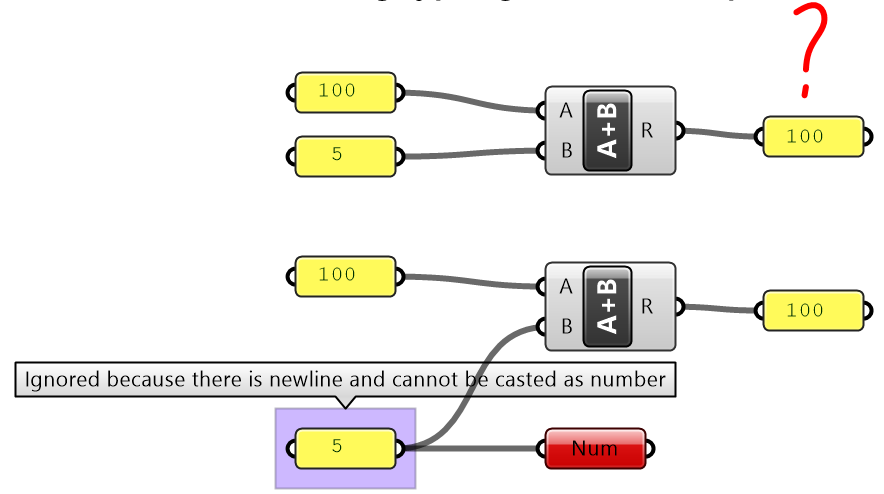 ?
100
A
A+B
R
100
5
B
100
A
A+B
R
100
B
Ignored because there is newline and cannot be casted as number
5
Num